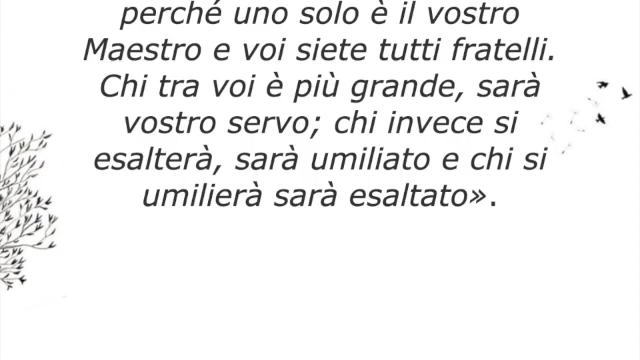 perché uno solo è il vostro
Maestro e voi siete tutti fratelli.
Chi tra voi è più grande, sarà
vostro servo; chi invece si
esalterà, sarà umiliato e chi si
umilierà sarà esaltato».